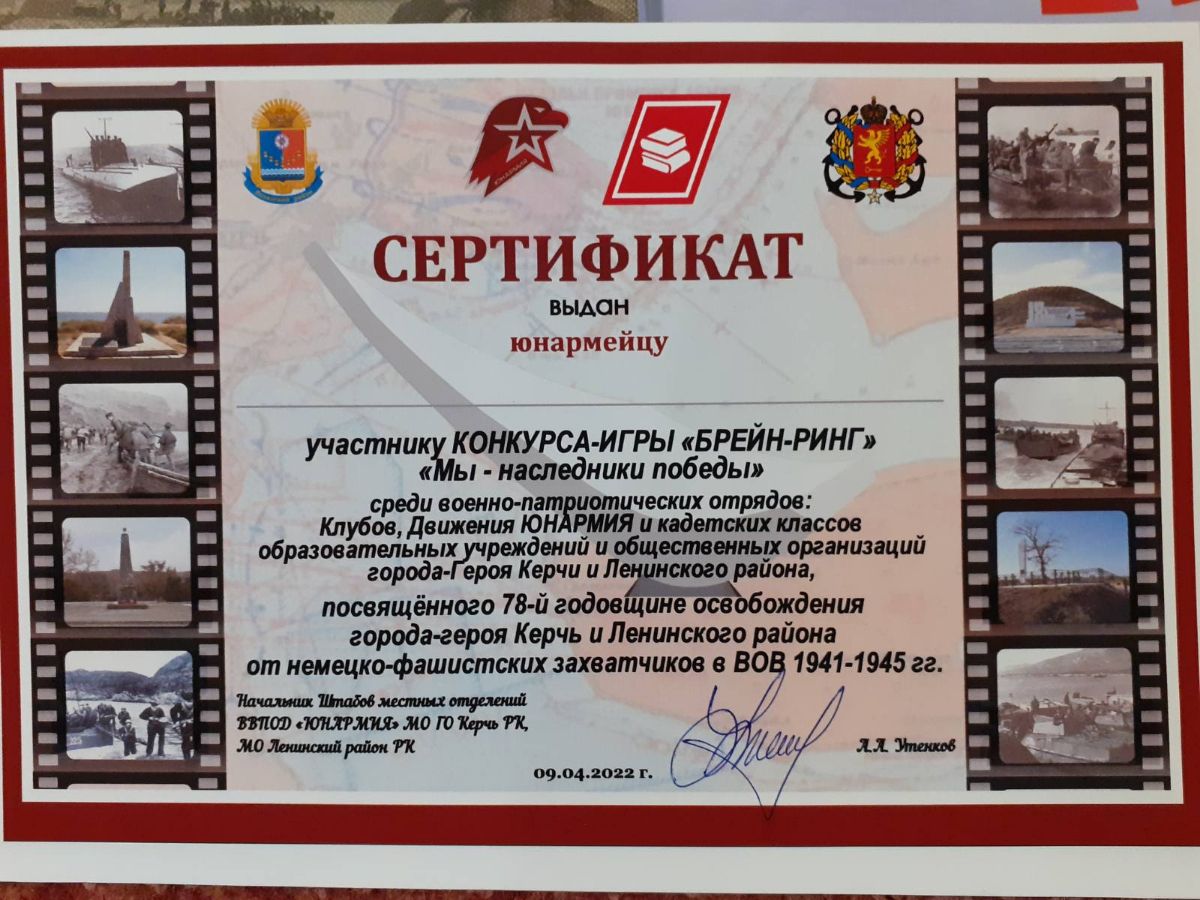 ЮНАРМИЯ
СЕРТИФИКАТ
выдан
юнармейцу
участнику КОНКУРСА-ИГРЫ «БРЕЙН-РИНГ»
«Мы - наследники победы»
среди военно-патриотических отрядов:
Клубов, Движения ЮНАРМИЯ и кадетских классов
образовательных учреждений и общественных организаций
города-Героя Керчи и Ленинского района,
посвящённого 78-й годовщине освобождения
города-героя Керчь и Ленинского района
от немецко-фашистских захватчиков в ВОВ 1941-1945 гг.
Начальник Штабов местных отделений
ВВПОД «ЮНАРМИЯ» МО ГО Керчь РК,
МО Ленинский район РК
А.А. Утенков
09.04.2022 г.